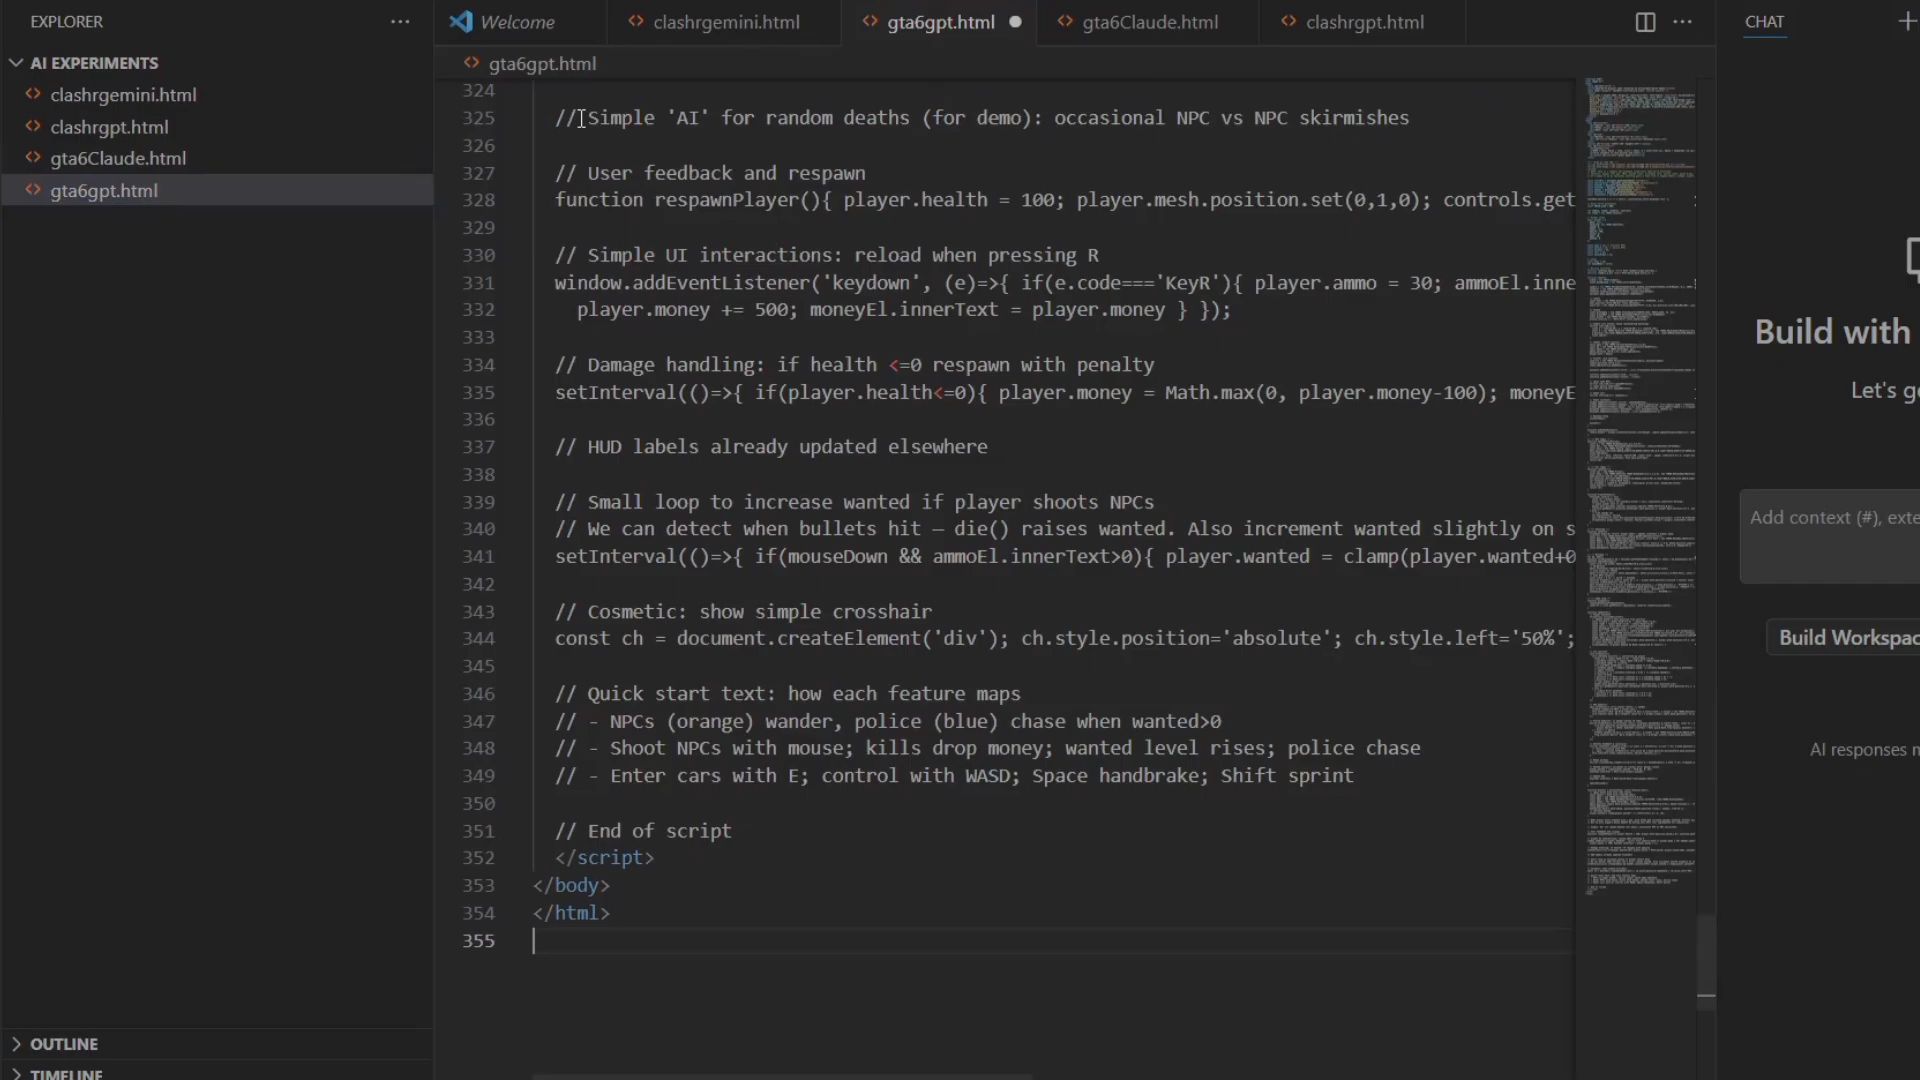 EXPLORER
AI EXPERIMENTS
clashrgemini.html
clashrgpt.html
gta6Claude.html
gta6gpt.html
OUTLINE
TIMELINE
Welcome
clashrgemini.html
gta6gpt.html
gta6Claude.html
clashrgpt.html
gta6gpt.html
324
325 // Simple 'AI' for random deaths (for demo): occasional NPC vs NPC skirmishes
326
327 // User feedback and respawn
328 function respawnPlayer(){ player.health = 100; player.mesh.position.set(0,1,0); controls.get
329
330 // Simple UI interactions: reload when pressing R
331 window.addEventListener('keydown', (e)=>{ if(e.code==='KeyR'){ player.ammo = 30; ammoEl.inne
332 player.money += 500; moneyEl.innerText = player.money } });
333
334 // Damage handling: if health <=0 respawn with penalty
335 setInterval(()=>{ if(player.health<=0){ player.money = Math.max(0, player.money-100); moneyE
336
337 // HUD labels already updated elsewhere
338
339 // Small loop to increase wanted if player shoots NPCs
340 // We can detect when bullets hit — die() raises wanted. Also increment wanted slightly on s
341 setInterval(()=>{ if(mouseDown && ammoEl.innerText>0){ player.wanted = clamp(player.wanted+0
342
343 // Cosmetic: show simple crosshair
344 const ch = document.createElement('div'); ch.style.position='absolute'; ch.style.left='50%';
345
346 // Quick start text: how each feature maps
347 // - NPCs (orange) wander, police (blue) chase when wanted>0
348 // - Shoot NPCs with mouse; kills drop money; wanted level rises; police chase
349 // - Enter cars with E; control with WASD; Space handbrake; Shift sprint
350
351 // End of script
352 </script>
353 </body>
354 </html>
355
CHAT
Build with
Let's g
Add context (#), exte
Build Workspac
AI responses